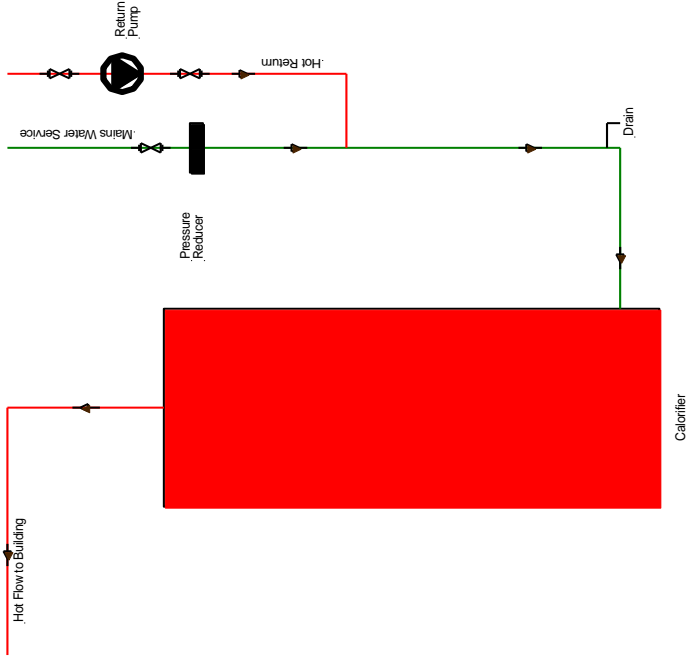 Return
Pump
Hot Return
Mains Water Service
Drain
Pressure
Reducer
Calorifier
Hot Flow to Building